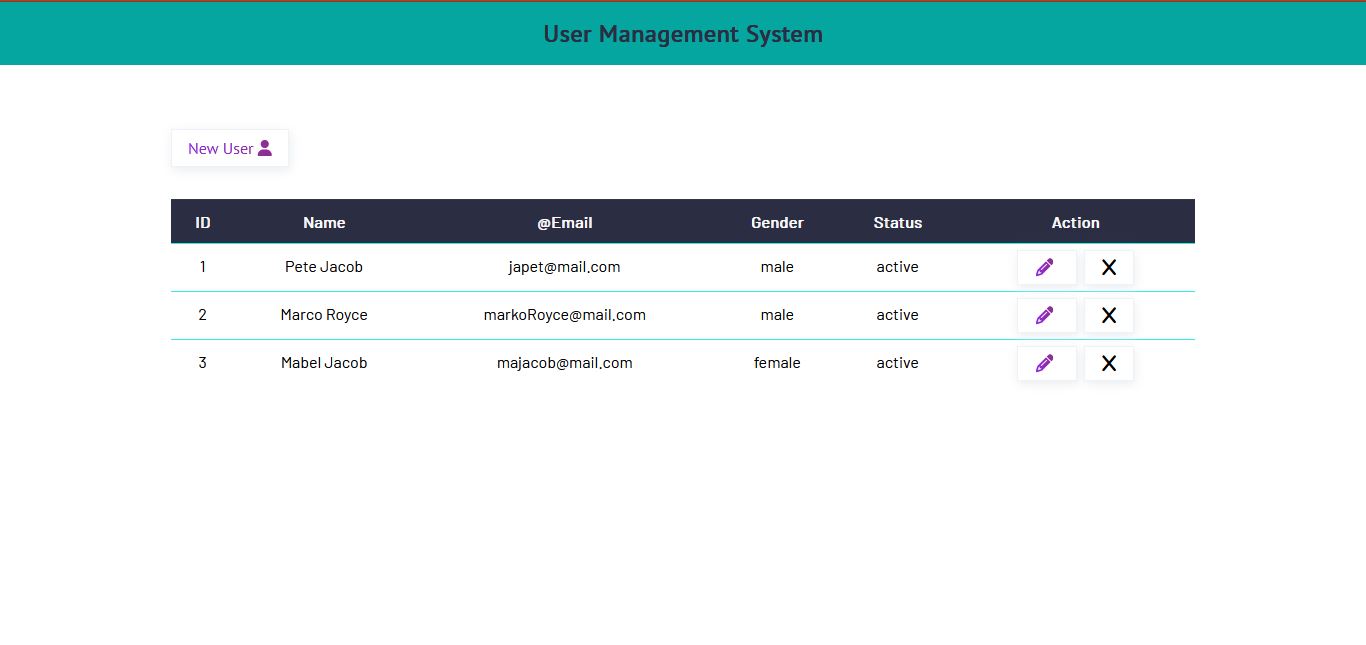 User Management System
New User
ID Name @Email Gender Status Action
1 Pete Jacob japet@mail.com male active
2 Marco Royce markoRoyce@mail.com male active
3 Mabel Jacob majacob@mail.com female active